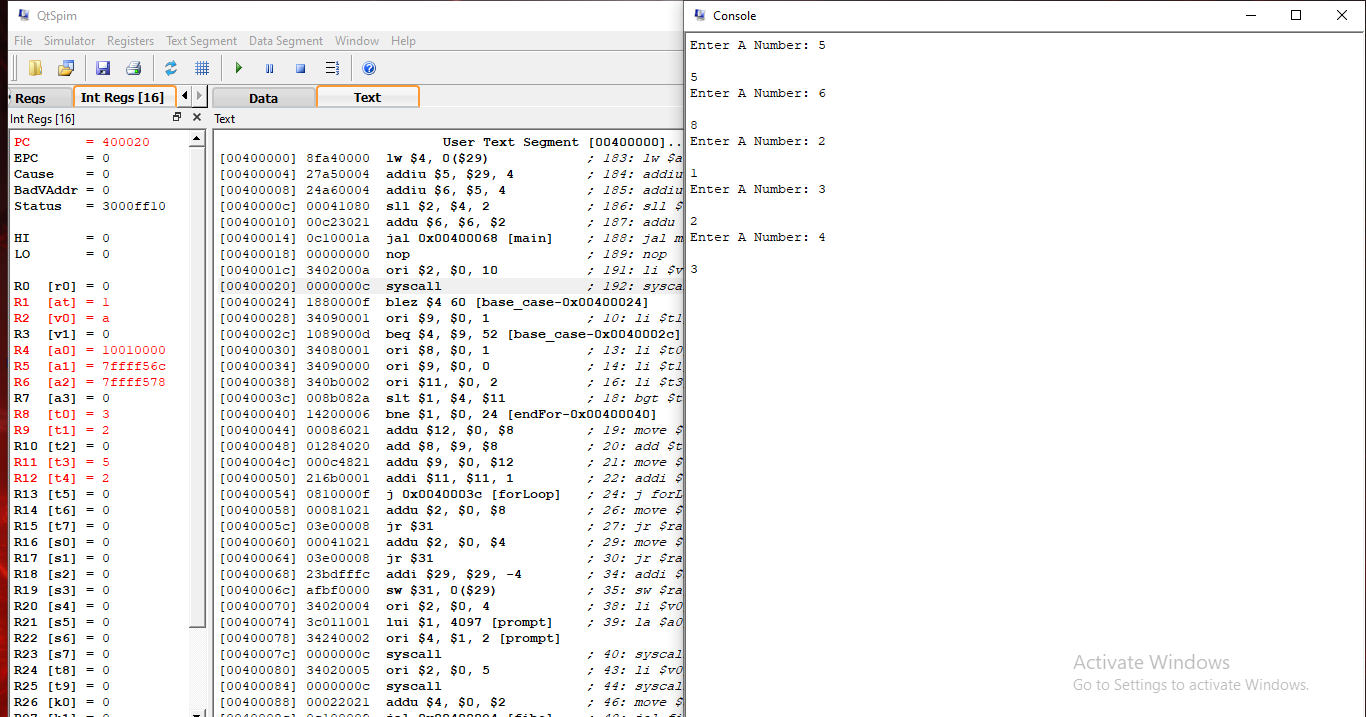 QtSpim
File Simulator Registers Text Segment Data Segment Window Help
Regs Int Regs [16] Data Text
Int Regs [16]
PC = 400020
EPC = 0
Cause = 0
BadVAddr = 0
Status = 3000ff10
HI = 0
LO = 0
R0 [r0] = 0
R1 [at] = 1
R2 [v0] = a
R3 [v1] = 0
R4 [a0] = 10010000
R5 [a1] = 7ffff56c
R6 [a2] = 7ffff578
R7 [a3] = 0
R8 [t0] = 3
R9 [t1] = 2
R10 [t2] = 0
R11 [t3] = 5
R12 [t4] = 2
R13 [t5] = 0
R14 [t6] = 0
R15 [t7] = 0
R16 [s0] = 0
R17 [s1] = 0
R18 [s2] = 0
R19 [s3] = 0
R20 [s4] = 0
R21 [s5] = 0
R22 [s6] = 0
R23 [s7] = 0
R24 [t8] = 0
R25 [t9] = 0
R26 [k0] = 0
Text
User Text Segment [00400000]..
[00400000] 8fa40000 lw $4, 0($29) ; 183: lw $a
[00400004] 27a50004 addiu $5, $29, 4 ; 184: addiu
[00400008] 24a60004 addiu $6, $5, 4 ; 185: addiu
[0040000c] 00041080 sll $2, $4, 2 ; 186: sll $
[00400010] 00c23021 addu $6, $6, $2 ; 187: addu
[00400014] 0c10001a jal 0x00400068 [main] ; 188: jal m
[00400018] 00000000 nop ; 189: nop
[0040001c] 3402000a ori $2, $0, 10 ; 191: li $v
[00400020] 0000000c syscall ; 192: sysca
[00400024] 1880000f blez $4 60 [base_case-0x00400024]
[00400028] 34090001 ori $9, $0, 1 ; 10: li $t1
[0040002c] 1089000d beq $4, $9, 52 [base_case-0x0040002c]
[00400030] 34080001 ori $8, $0, 1 ; 13: li $t0
[00400034] 34090000 ori $9, $0, 0 ; 14: li $t1
[00400038] 340b0002 ori $11, $0, 2 ; 16: li $t3
[0040003c] 008b082a slt $1, $4, $11 ; 18: bgt $t
[00400040] 14200006 bne $1, $0, 24 [endFor-0x00400040]
[00400044] 00086021 addu $12, $0, $8 ; 19: move $
[00400048] 01284020 add $8, $9, $8 ; 20: add $t
[0040004c] 000c4821 addu $9, $0, $12 ; 21: move $
[00400050] 216b0001 addi $11, $11, 1 ; 22: addi $
[00400054] 0810000f j 0x0040003c [forLoop] ; 24: j forL
[00400058] 00081021 addu $2, $0, $8 ; 26: move $
[0040005c] 03e00008 jr $31 ; 27: jr $ra
[00400060] 00041021 addu $2, $0, $4 ; 29: move $
[00400064] 03e00008 jr $31 ; 30: jr $ra
[00400068] 23bdfffc addi $29, $29, -4 ; 34: addi $
[0040006c] afbf0000 sw $31, 0($29) ; 35: sw $ra
[00400070] 34020004 ori $2, $0, 4 ; 38: li $v0
[00400074] 3c011001 lui $1, 4097 [prompt] ; 39: la $a0
[00400078] 34240002 ori $4, $1, 2 [prompt]
[0040007c] 0000000c syscall ; 40: syscal
[00400080] 34020005 ori $2, $0, 5 ; 43: li $v0
[00400084] 0000000c syscall ; 44: syscal
[00400088] 00022021 addu $4, $0, $2 ; 46: move $
Console
Enter A Number: 5
5
Enter A Number: 6
8
Enter A Number: 2
1
Enter A Number: 3
2
Enter A Number: 4
3
Activate Windows
Go to Settings to activate Windows.